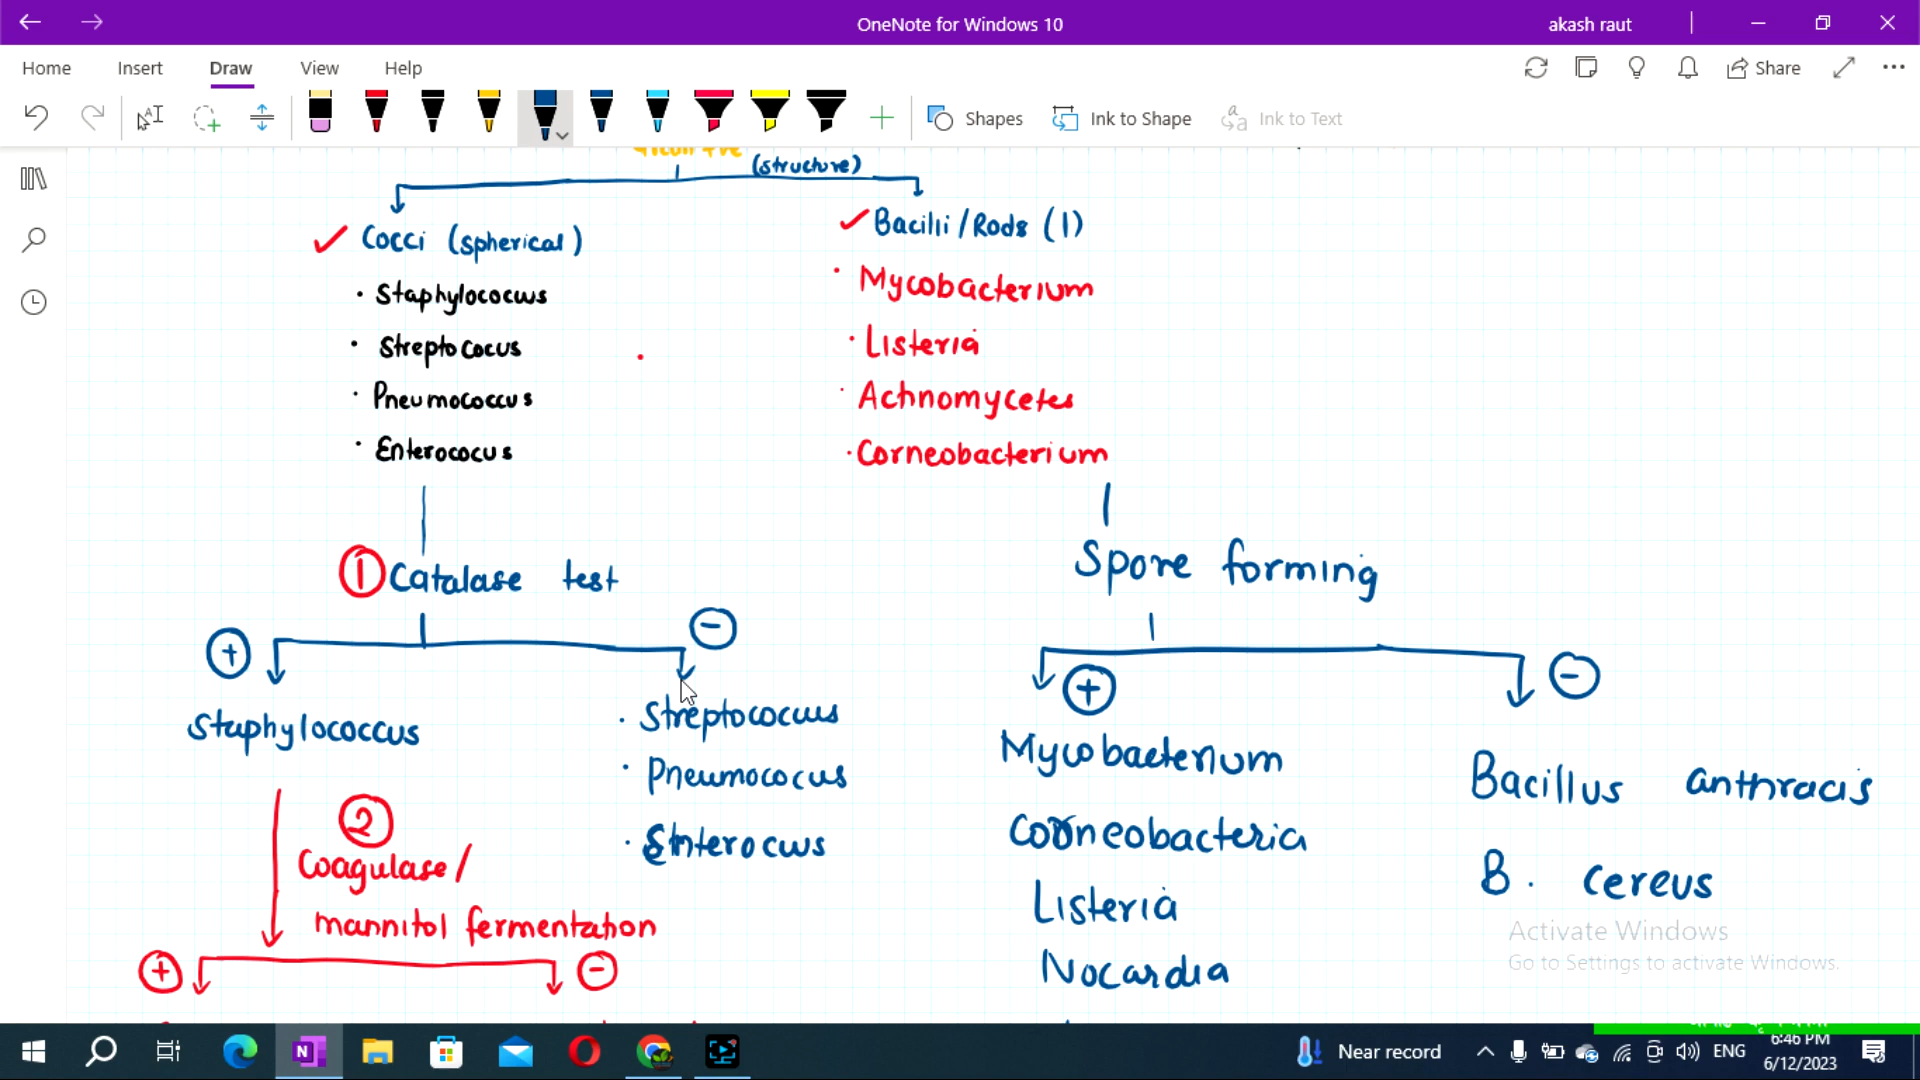 OneNote for Windows 10
akash raut
Home Insert Draw View Help
Share
Shapes
Ink to Shape
Ink to Text
(structure)
Cocci (spherical)
Bacilli/Rods (1)
• Staphylococcus
• Streptococus
• Pneumococcus
• Enterococus
• Mycobacterium
• Listeria
• Achnomycetes
• Corneobacterium
1 Catalase test
Spore forming
+
-
+
-
Staphylococcus
• Streptococcus
• Pneumococus
• Enterocus
Mycobacterium
Corneobacteria
Listeria
Nocardia
Bacillus anthracis
B. cereus
2
Coagulase/
mannitol fermentation
+
-
Activate Windows
Go to Settings to activate Windows.
Near record
ENG
6:46 PM
6/12/2023